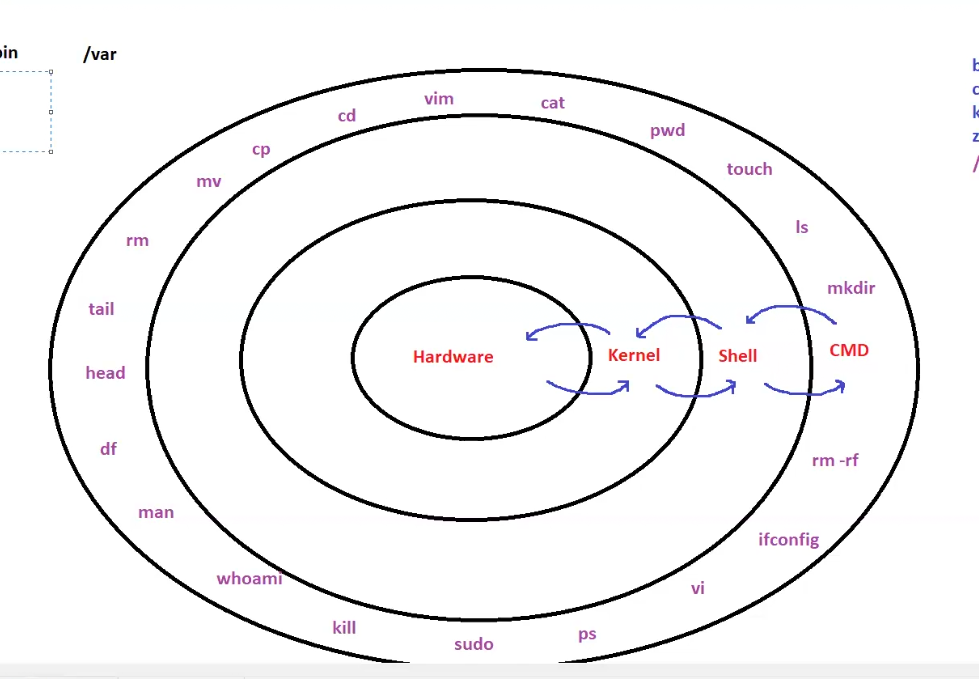 /var
vim
cat
cd
pwd
cp
touch
mv
ls
rm
mkdir
tail
Hardware
Kernel
Shell
CMD
head
df
rm -rf
man
ifconfig
whoami
vi
kill
ps
sudo